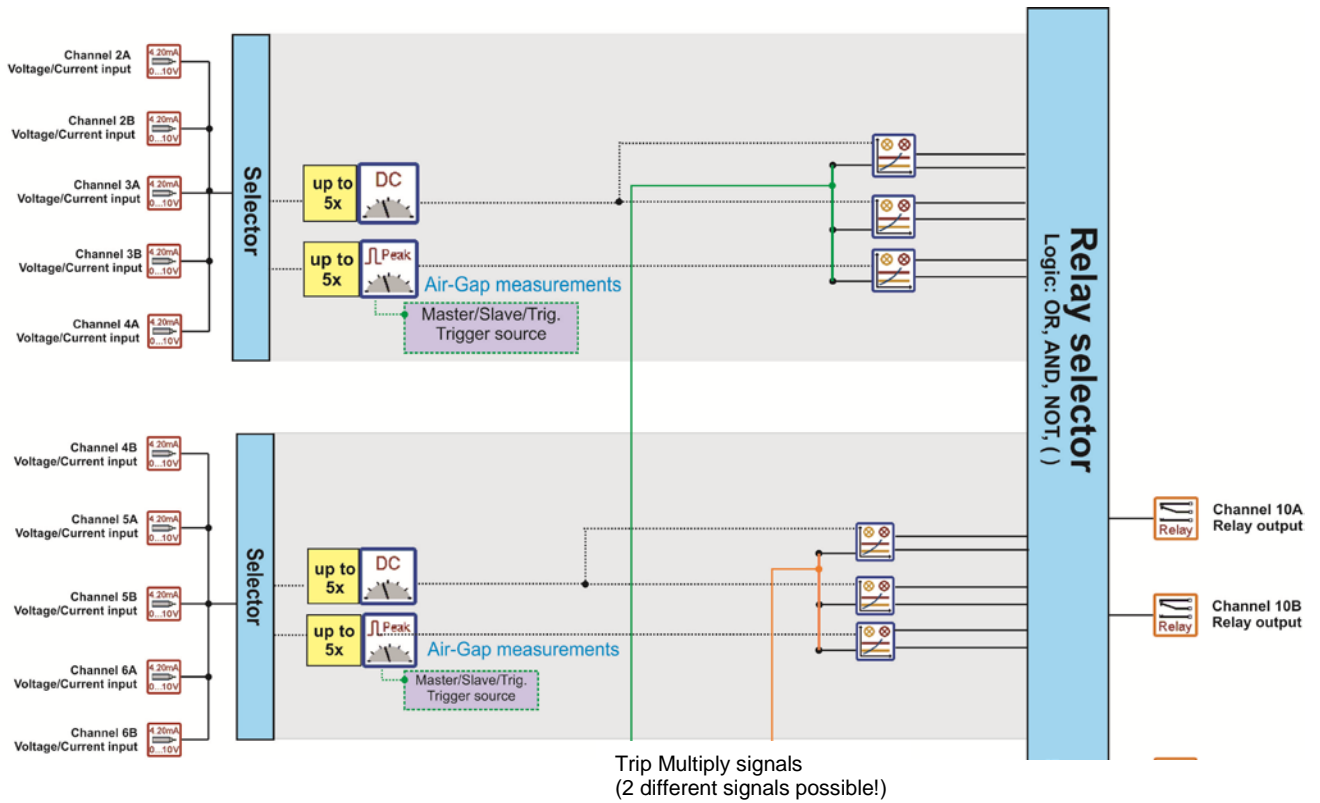 Channel 2A
Voltage/Current input
4.20mA
0...10V
Channel 2B
Voltage/Current input
4.20mA
0...10V
Channel 3A
Voltage/Current input
4.20mA
0...10V
Channel 3B
Voltage/Current input
4.20mA
0...10V
Channel 4A
Voltage/Current input
4.20mA
0...10V
Selector
up to
5x
DC
up to
5x
Peak
Air-Gap measurements
Master/Slave/Trig.
Trigger source
Channel 4B
Voltage/Current input
4.20mA
0...10V
Channel 5A
Voltage/Current input
4.20mA
0...10V
Channel 5B
Voltage/Current input
4.20mA
0...10V
Channel 6A
Voltage/Current input
4.20mA
0...10V
Channel 6B
Voltage/Current input
4.20mA
0...10V
Selector
up to
5x
DC
up to
5x
Peak
Air-Gap measurements
Master/Slave/Trig.
Trigger source
Relay selector
Logic: OR, AND, NOT, ( )
Relay
Channel 10A
Relay output
Relay
Channel 10B
Relay output
Trip Multiply signals
(2 different signals possible!)